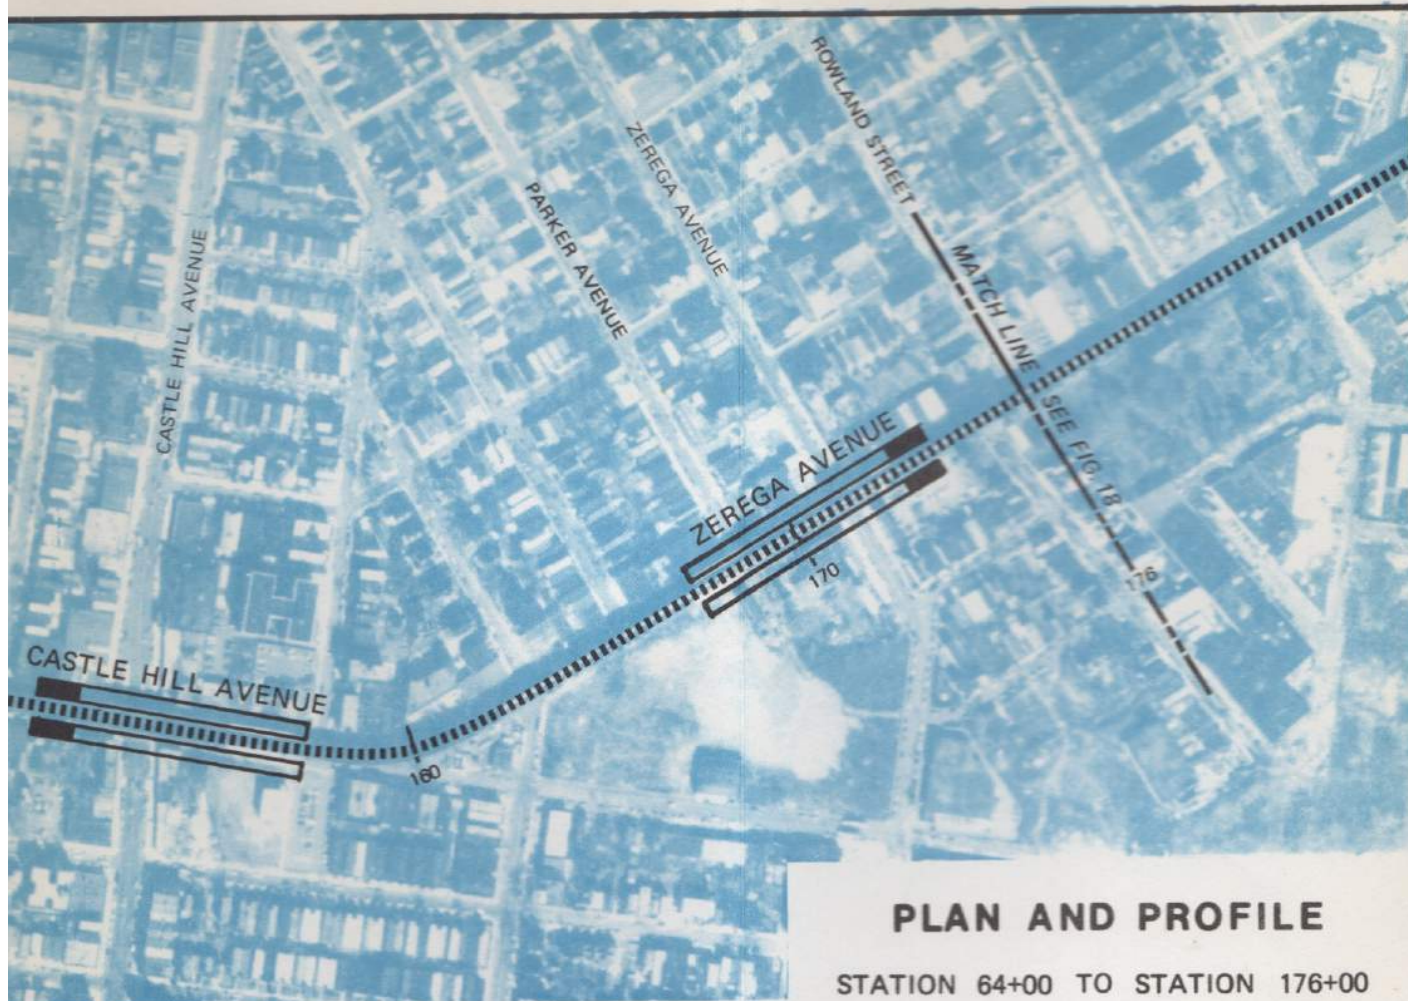 ROWLAND STREET
ZEREGA AVENUE
PARKER AVENUE
CASTLE HILL AVENUE
MATCH LINE
SEE FIG. 18
ZEREGA AVENUE
170
176
CASTLE HILL AVENUE
160
PLAN AND PROFILE
STATION 64+00 TO STATION 176+00